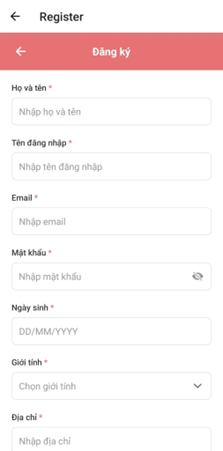 Register
Đăng ký
Họ và tên *
Nhập họ và tên
Tên đăng nhập *
Nhập tên đăng nhập
Email *
Nhập email
Mật khẩu *
Nhập mật khẩu
Ngày sinh *
DD/MM/YYYY
Giới tính *
Chọn giới tính
Địa chỉ *
Nhập địa chỉ